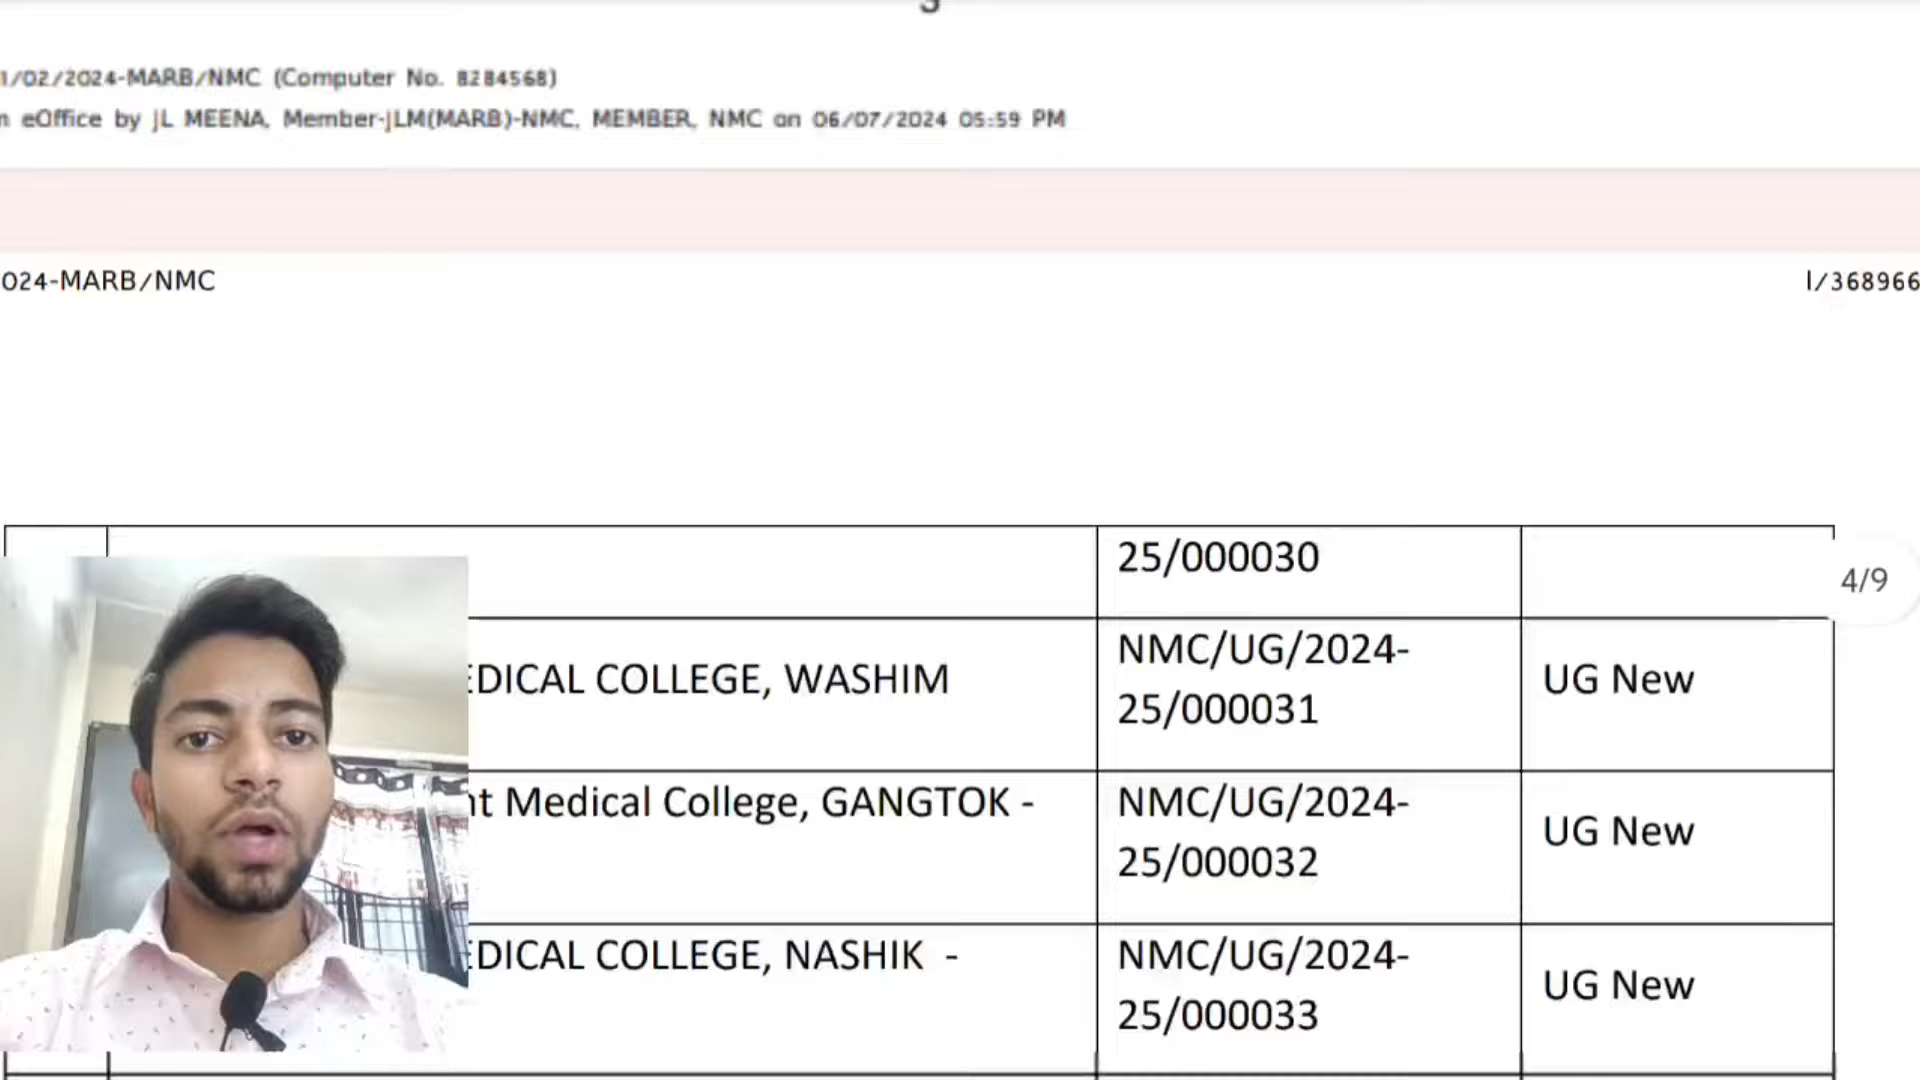 1/02/2024-MARB/NMC (Computer No. 8284568)
eOffice by JL MEENA, Member-JLM(MARB)-NMC, MEMBER, NMC on 06/07/2024 05:59 PM
024-MARB/NMC
I/368966
25/000030
4/9
EDICAL COLLEGE, WASHIM
NMC/UG/2024-
25/000031
UG New
nt Medical College, GANGTOK -
NMC/UG/2024-
25/000032
UG New
EDICAL COLLEGE, NASHIK -
NMC/UG/2024-
25/000033
UG New